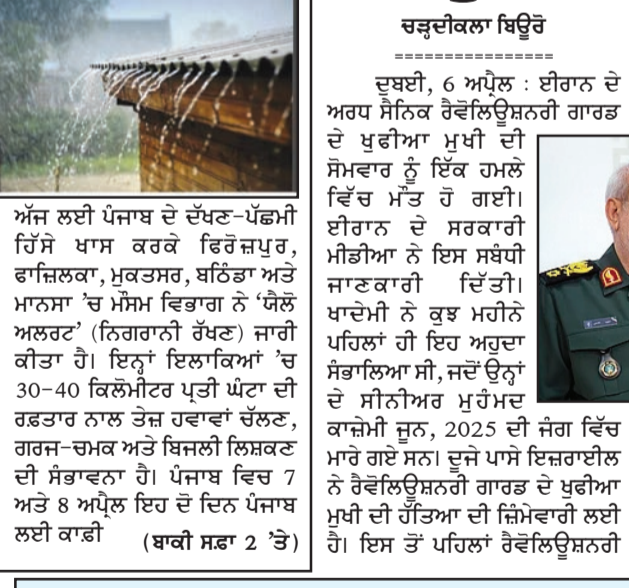 ਅੱਜ ਲਈ ਪੰਜਾਬ ਦੇ ਦੱਖਣ-ਪੱਛਮੀ
ਹਿੱਸੇ ਖਾਸ ਕਰਕੇ ਫਿਰੋਜ਼ਪੁਰ,
ਫਾਜ਼ਿਲਕਾ, ਮੁਕਤਸਰ, ਬਠਿੰਡਾ ਅਤੇ
ਮਾਨਸਾ ’ਚ ਮੌਸਮ ਵਿਭਾਗ ਨੇ ‘ਯੈਲੋ
ਅਲਰਟ’ (ਨਿਗਰਾਨੀ ਰੱਖਣ) ਜਾਰੀ
ਕੀਤਾ ਹੈ। ਇਨ੍ਹਾਂ ਇਲਾਕਿਆਂ ’ਚ
30-40 ਕਿਲੋਮੀਟਰ ਪ੍ਰਤੀ ਘੰਟਾ ਦੀ
ਰਫ਼ਤਾਰ ਨਾਲ ਤੇਜ਼ ਹਵਾਵਾਂ ਚੱਲਣ,
ਗਰਜ-ਚਮਕ ਅਤੇ ਬਿਜਲੀ ਲਿਸ਼ਕਣ
ਦੀ ਸੰਭਾਵਨਾ ਹੈ। ਪੰਜਾਬ ਵਿਚ 7
ਅਤੇ 8 ਅਪ੍ਰੈਲ ਇਹ ਦੋ ਦਿਨ ਪੰਜਾਬ
ਲਈ ਕਾਫ਼ੀ (ਬਾਕੀ ਸਫ਼ਾ 2 ’ਤੇ)
ਚੜ੍ਹਦੀਕਲਾ ਬਿਊਰੋ
================
ਦੁਬਈ, 6 ਅਪ੍ਰੈਲ : ਈਰਾਨ ਦੇ
ਅਰਧ ਸੈਨਿਕ ਰੈਵੋਲਿਊਸ਼ਨਰੀ ਗਾਰਡ
ਦੇ ਖੁਫੀਆ ਮੁਖੀ ਦੀ
ਸੋਮਵਾਰ ਨੂੰ ਇੱਕ ਹਮਲੇ
ਵਿੱਚ ਮੌਤ ਹੋ ਗਈ।
ਈਰਾਨ ਦੇ ਸਰਕਾਰੀ
ਮੀਡੀਆ ਨੇ ਇਸ ਸਬੰਧੀ
ਜਾਣਕਾਰੀ ਦਿੱਤੀ।
ਖਾਦੇਮੀ ਨੇ ਕੁਝ ਮਹੀਨੇ
ਪਹਿਲਾਂ ਹੀ ਇਹ ਅਹੁਦਾ
ਸੰਭਾਲਿਆ ਸੀ, ਜਦੋਂ ਉਨ੍ਹਾਂ
ਦੇ ਸੀਨੀਅਰ ਮੁਹੰਮਦ
ਕਾਜ਼ੇਮੀ ਜੂਨ, 2025 ਦੀ ਜੰਗ ਵਿੱਚ
ਮਾਰੇ ਗਏ ਸਨ। ਦੂਜੇ ਪਾਸੇ ਇਜ਼ਰਾਈਲ
ਨੇ ਰੈਵੋਲਿਊਸ਼ਨਰੀ ਗਾਰਡ ਦੇ ਖੁਫੀਆ
ਮੁਖੀ ਦੀ ਹੱਤਿਆ ਦੀ ਜ਼ਿੰਮੇਵਾਰੀ ਲਈ
ਹੈ। ਇਸ ਤੋਂ ਪਹਿਲਾਂ ਰੈਵੋਲਿਊਸ਼ਨਰੀ